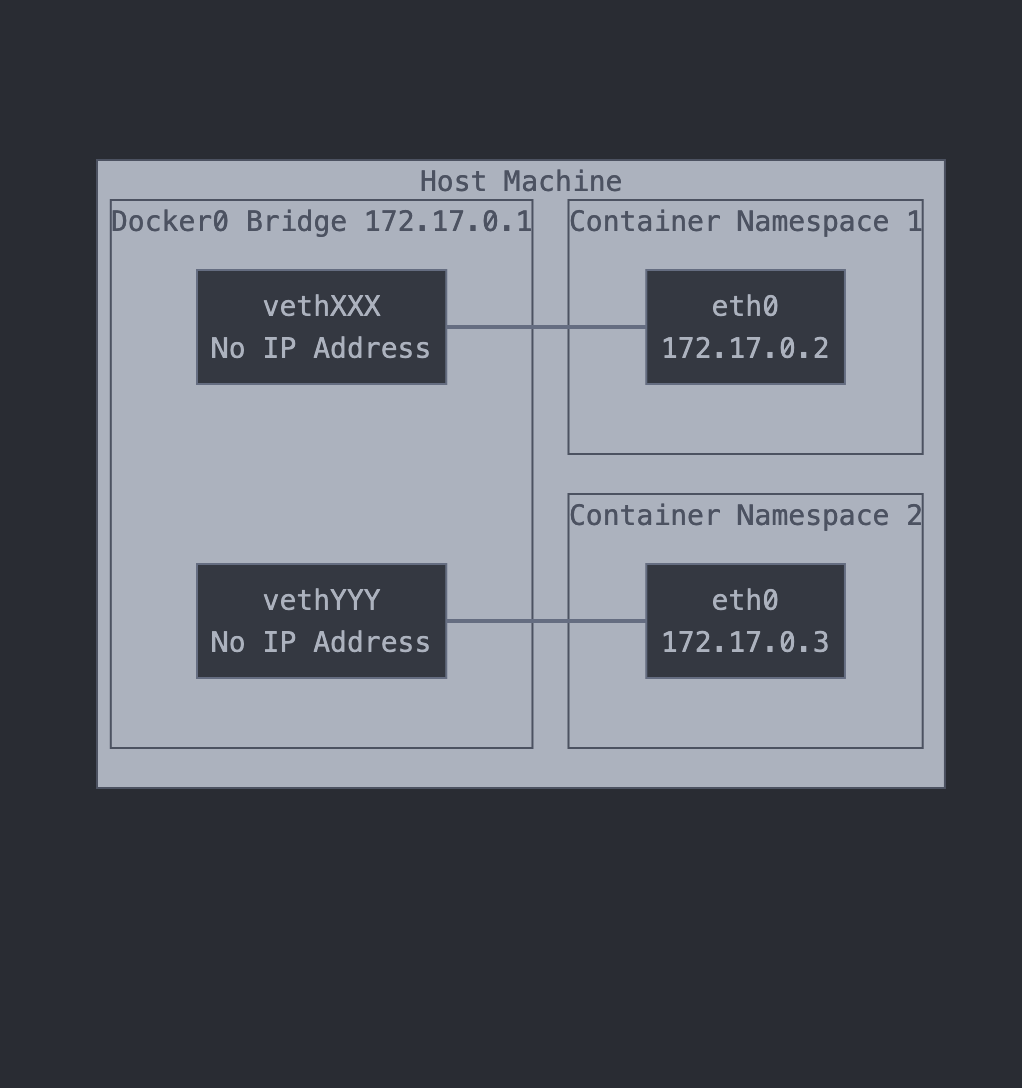 Host Machine
Docker0 Bridge 172.17.0.1
vethXXX
No IP Address
vethYYY
No IP Address
Container Namespace 1
eth0
172.17.0.2
Container Namespace 2
eth0
172.17.0.3